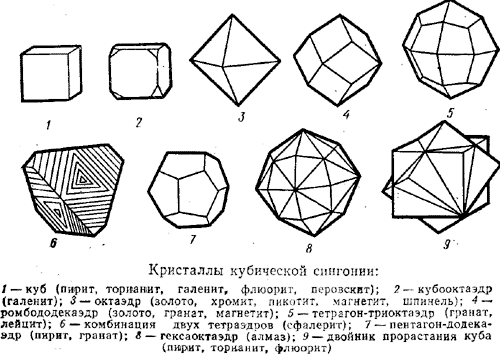 1
2
3
4
5
6
7
8
9
Кристаллы кубической сингонии:
1 — куб (пирит, торианит, галенит, флюорит, перовскит); 2 — кубооктаэдр
(галенит); 3 — октаэдр (золото, хромит, пикотит, магнетит, шпинель); 4 —
ромбододекаэдр (золото, гранат, магнетит); 5 — тетрагон-триоктаэдр (гранат,
лейцит); 6 — комбинация двух тетраэдров (сфалерит); 7 — пентагон-додека-
эдр (пирит, гранат); 8 — гексаоктаэдр (алмаз); 9 — двойник прорастания куба
(пирит, торианит, флюорит)